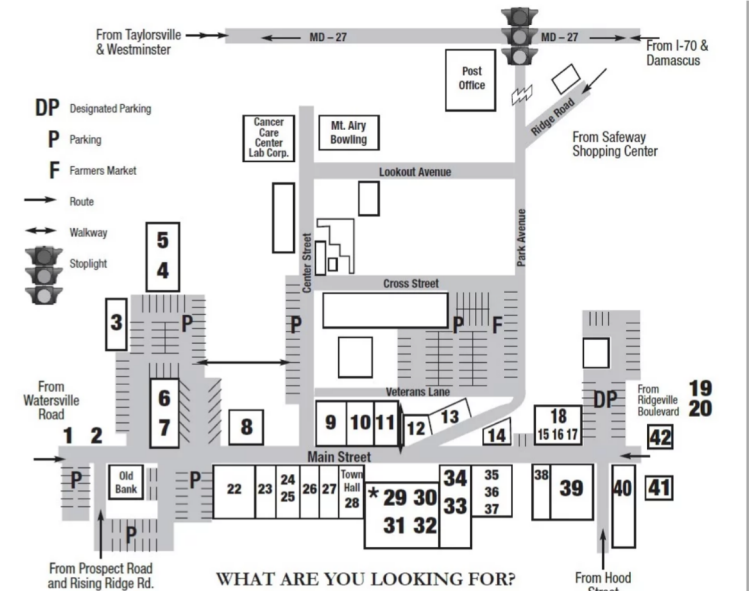 From Taylorsville
& Westminster
MD – 27
MD – 27
From I-70 &
Damascus
Post
Office
Ridge Road
From Safeway
Shopping Center
DP Designated Parking
P Parking
F Farmers Market
Route
Walkway
Stoplight
Cancer
Care
Center
Lab Corp.
Mt. Airy
Bowling
Lookout Avenue
Center Street
Park Avenue
Cross Street
5
4
3
P
P
P
F
Veterans Lane
From
Watersville
Road
1
2
6
7
8
9
10
11
12
13
14
18
15 16 17
DP
From
Ridgeville
Boulevard
19
20
42
Main Street
P
Old
Bank
P
P
22
23
24
25
26
27
Town
Hall
28
* 29 30
31 32
34
33
35
36
37
38
39
40
41
From Prospect Road
and Rising Ridge Rd.
WHAT ARE YOU LOOKING FOR?
From Hood
Street